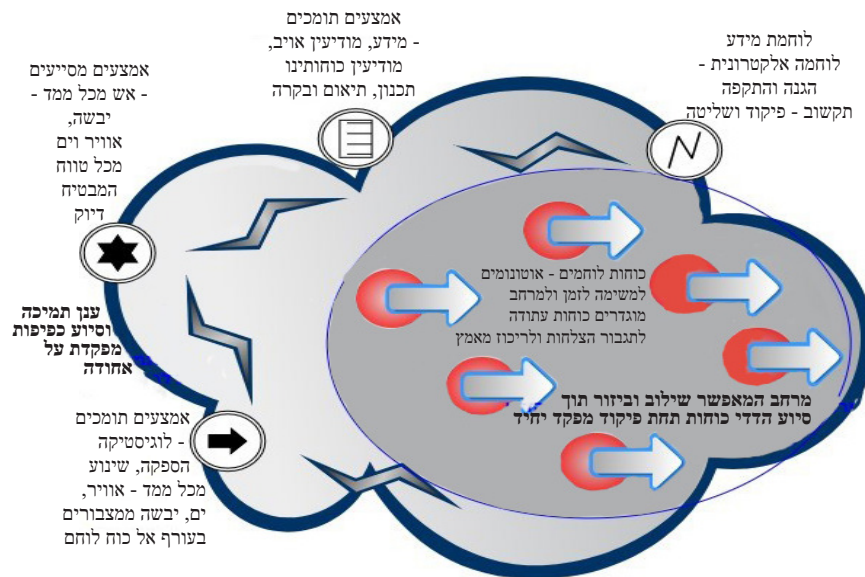 לוחמת מידע
לוחמה אלקטרונית -
הגנה והתקפה
תקשוב - פיקוד ושליטה
אמצעים תומכים
- מידע, מודיעין אויב,
מודיעין כוחותינו
תכנון, תיאום ובקרה
אמצעים מסייעים
- אש מכל ממד -
יבשה,
אוויר וים
מכל טווח
המבטיח
דיוק
ענן תמיכה
וסיוע כפיפות
מפקדת על
אחודה
אמצעים תומכים
- לוגיסטיקה
הספקה, שינוע
מכל ממד - אוויר,
ים, יבשה ממצבורים
בעורף אל כוח לוחם
כוחות לוחמים - אוטונומים
למשימה לזמן ולמרחב
מוגדרים כוחות עתודה
לתגבור הצלחות ולריכוז מאמץ
מרחב המאפשר שילוב וביזור תוך
סיוע הדדי כוחות תחת פיקוד מפקד יחיד